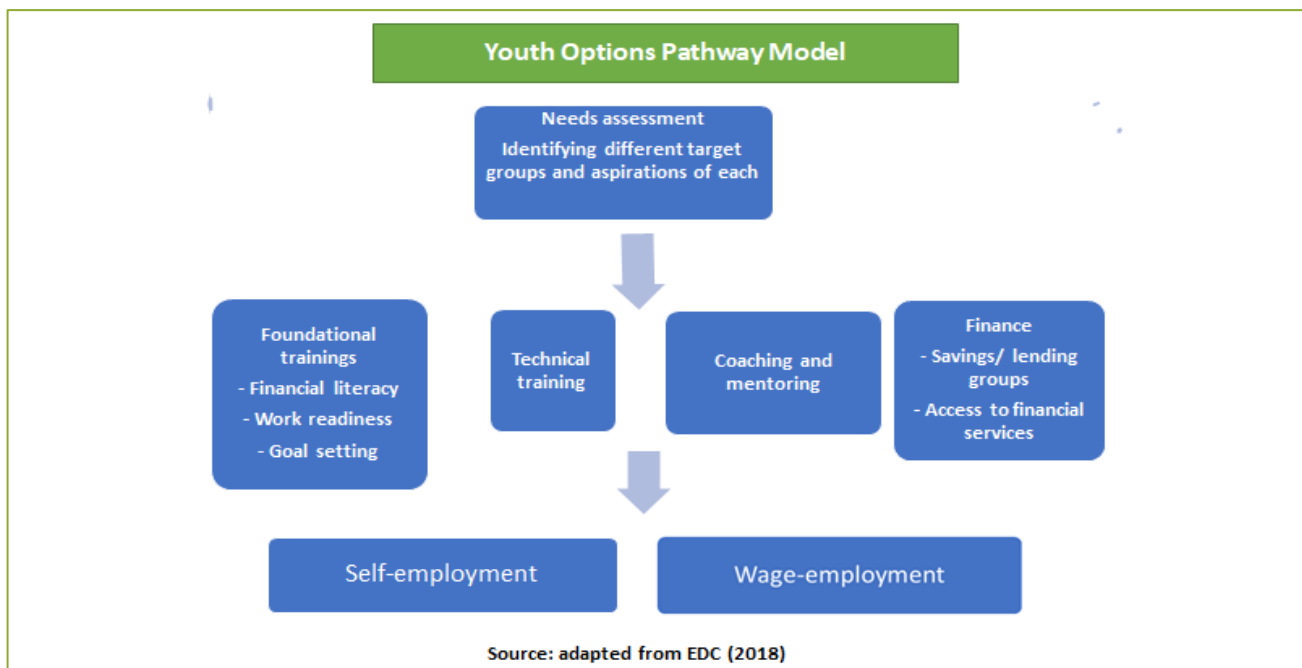 Youth Options Pathway Model
Needs assessment
Identifying different target
groups and aspirations of each
Foundational
trainings
- Financial literacy
- Work readiness
- Goal setting
Technical
training
Coaching and
mentoring
Finance
- Savings/ lending
groups
- Access to financial
services
Self-employment
Wage-employment
Source: adapted from EDC (2018)